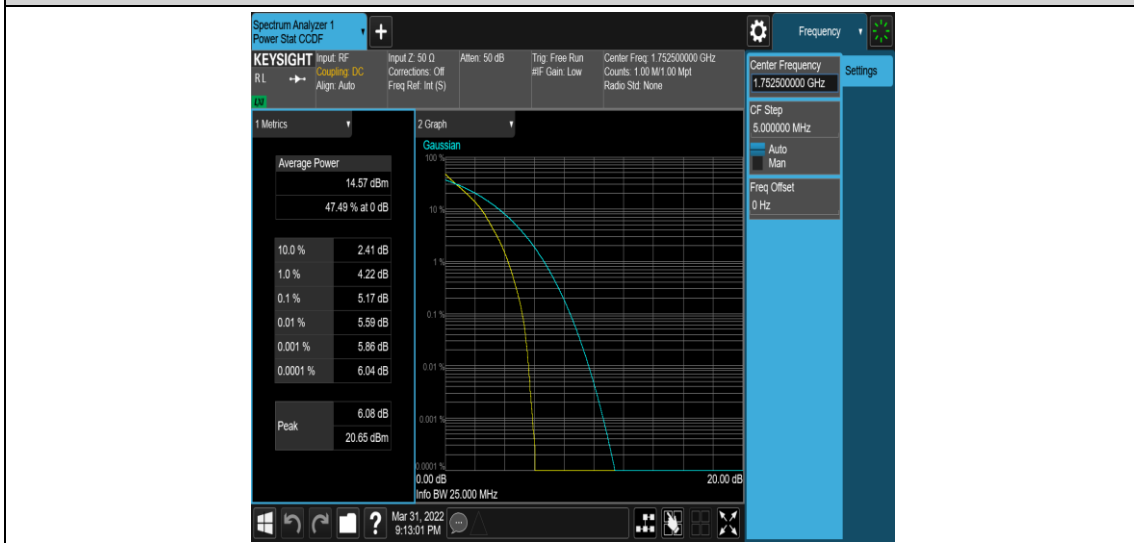 Spectrum Analyzer 1
Power Stat CCDF
+
Frequency
KEYSIGHT
RL
Input: RF
Coupling: DC
Align: Auto
Input Z: 50 Ω
Corrections: Off
Freq Ref: Int (S)
Atten: 50 dB
Trig: Free Run
#IF Gain: Low
Center Freq: 1.752500000 GHz
Counts: 1.00 M/1.00 Mpt
Radio Std: None
Center Frequency
1.752500000 GHz
Settings
CF Step
5.000000 MHz
Auto
Man
Freq Offset
0 Hz
1 Metrics
Average Power
14.57 dBm
47.49 % at 0 dB
10.0 % 2.41 dB
1.0 % 4.22 dB
0.1 % 5.17 dB
0.01 % 5.59 dB
0.001 % 5.86 dB
0.0001 % 6.04 dB
Peak
6.08 dB
20.65 dBm
2 Graph
Gaussian
100 %
10 %
1 %
0.1 %
0.01 %
0.001 %
0.0001 %
0.00 dB 20.00 dB
Info BW 25.000 MHz
?
Mar 31, 2022
9:13:01 PM